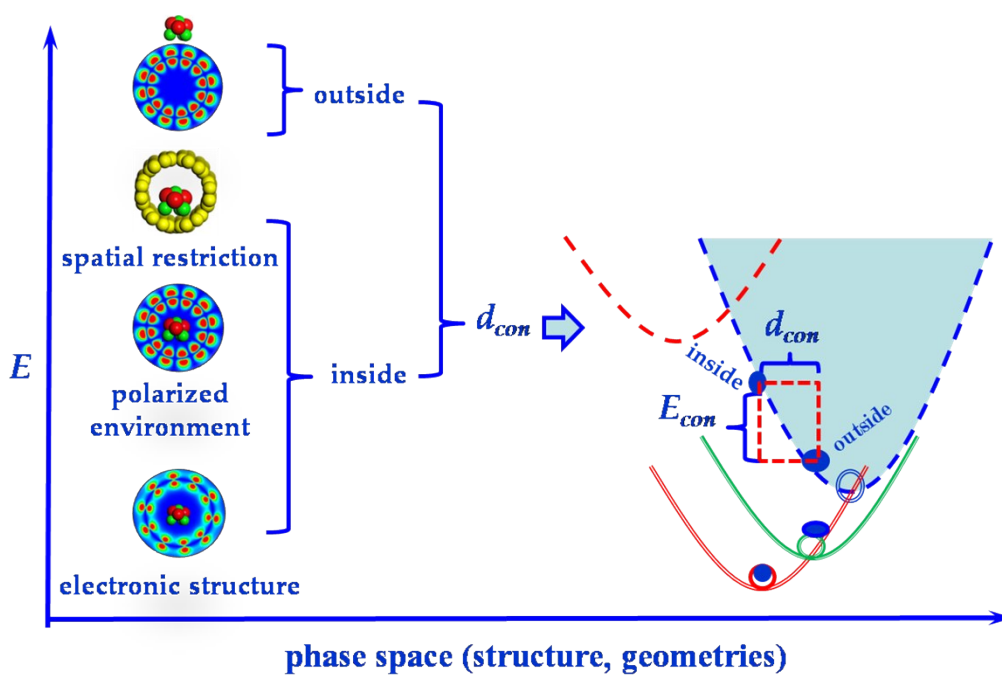 E
outside
spatial restriction
polarized
environment
inside
electronic structure
d_con
d_con
inside
E_con
outside
phase space (structure, geometries)